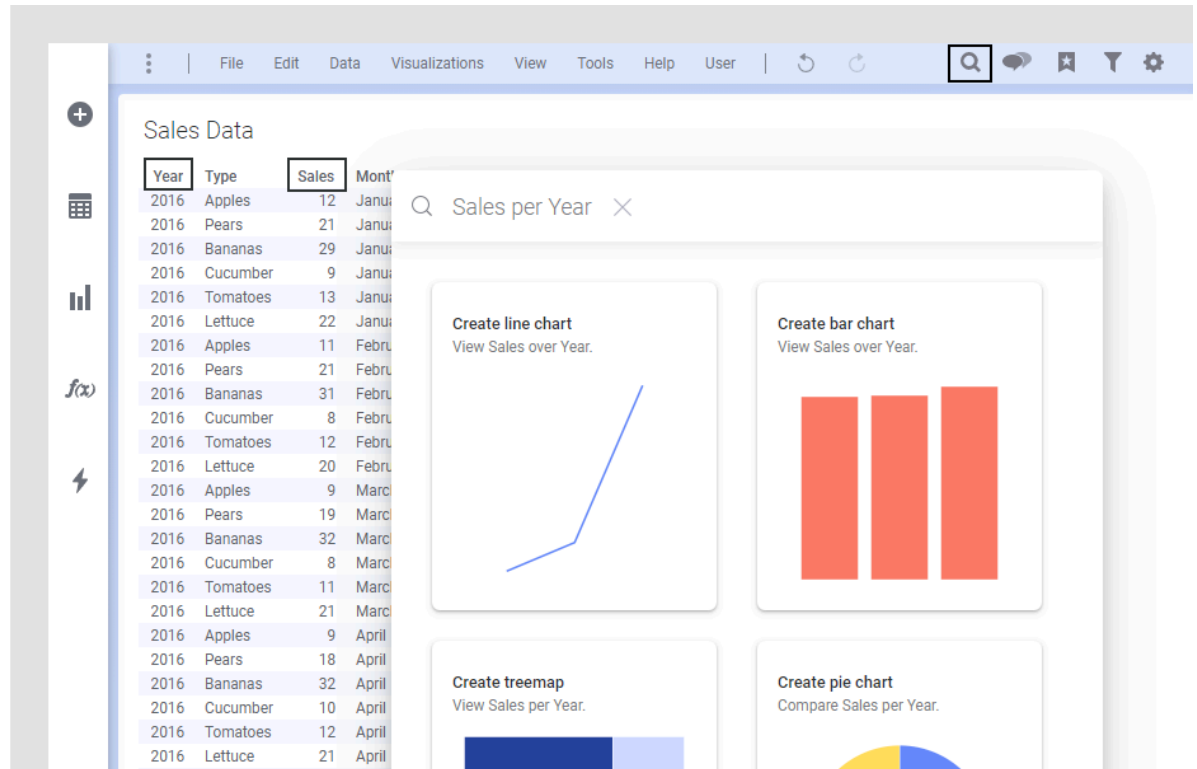 File Edit Data Visualizations View Tools Help User
Sales Data
Year Type Sales
2016 Apples 12
2016 Pears 21
2016 Bananas 29
2016 Cucumber 9
2016 Tomatoes 13
2016 Lettuce 22
2016 Apples 11
2016 Pears 21
2016 Bananas 31
2016 Cucumber 8
2016 Tomatoes 12
2016 Lettuce 20
2016 Apples 9
2016 Pears 19
2016 Bananas 32
2016 Cucumber 8
2016 Tomatoes 11
2016 Lettuce 21
2016 Apples 9 April
2016 Pears 18 April
2016 Bananas 32 April
2016 Cucumber 10 April
2016 Tomatoes 12 April
2016 Lettuce 21 April
f(x)
Sales per Year
Create line chart
View Sales over Year.
Create bar chart
View Sales over Year.
Create treemap
View Sales per Year.
Create pie chart
Compare Sales per Year.